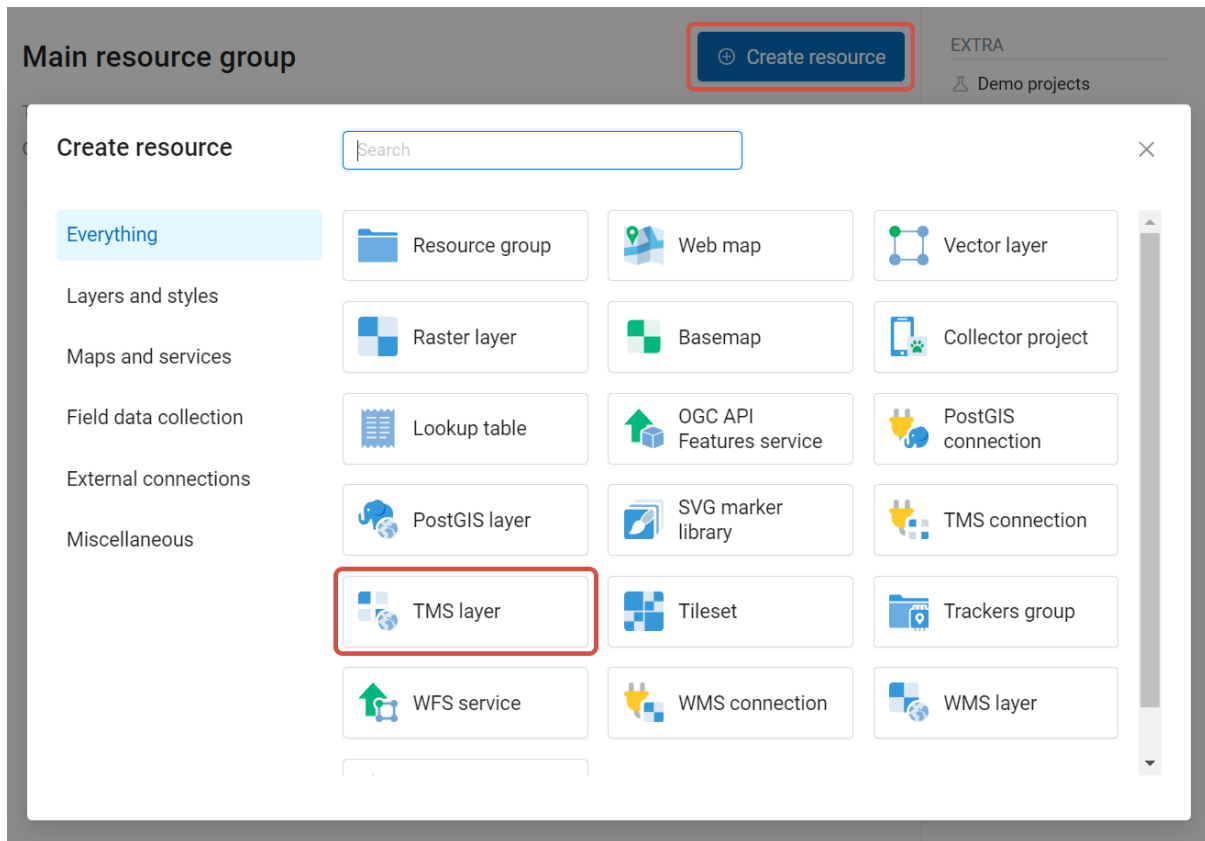 Main resource group
Create resource
EXTRA
Demo projects
Create resource
Search
Everything
Layers and styles
Maps and services
Field data collection
External connections
Miscellaneous
Resource group
Web map
Vector layer
Raster layer
Basemap
Collector project
Lookup table
OGC API
Features service
PostGIS
connection
PostGIS layer
SVG marker
library
TMS connection
TMS layer
Tileset
Trackers group
WFS service
WMS connection
WMS layer